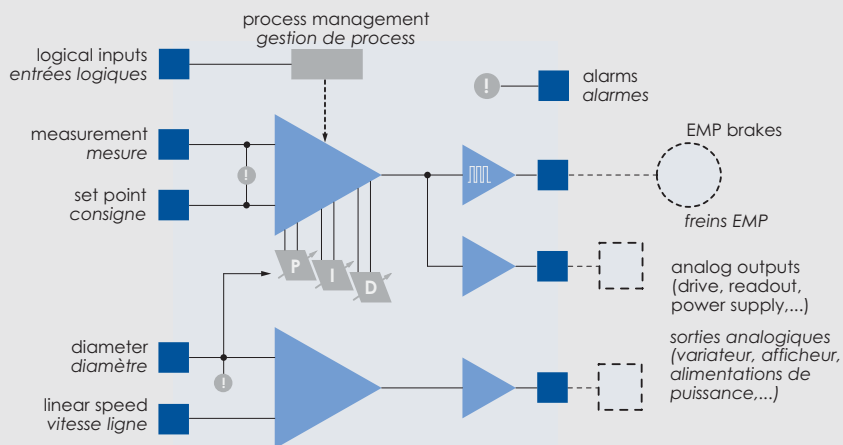 process management
gestion de process
logical inputs
entrées logiques
!
alarms
alarmes
measurement
mesure
EMP brakes
!
set point
consigne
freins EMP
P
I
D
analog outputs
(drive, readout,
power supply,...)
sorties analogiques
(variateur, afficheur,
alimentations de
puissance,...)
diameter
diamètre
!
linear speed
vitesse ligne